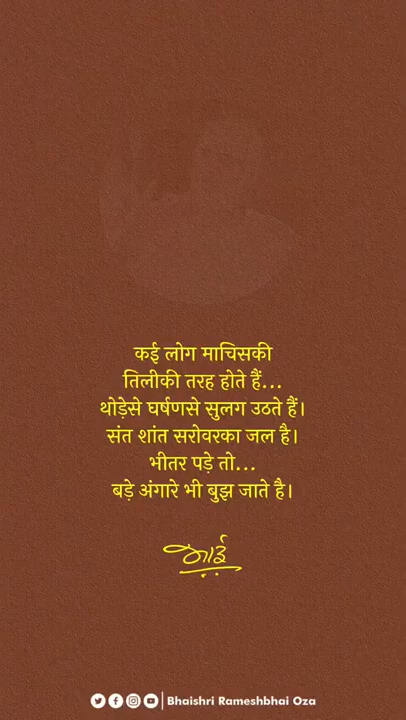 कई लोग माचिसकी
तिलीकी तरह होते हैं...
थोड़ेसे घर्षणसे सुलग उठते हैं।
संत शांत सरोवरका जल है।
भीतर पड़े तो...
बड़े अंगारे भी बुझ जाते है।
भाई
Bhaishri Rameshbhai Oza